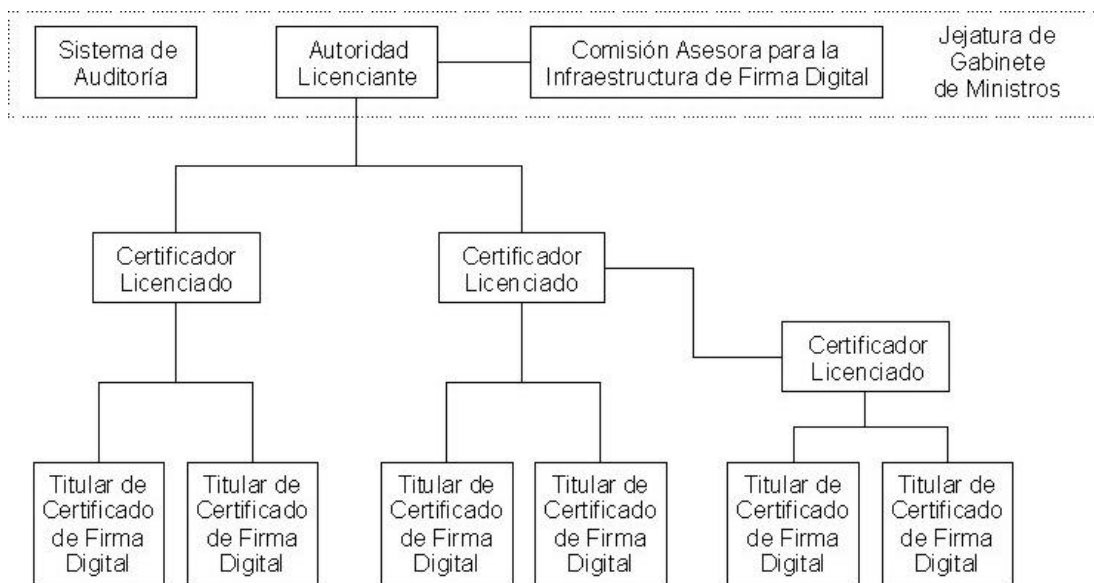 Sistema de
Auditoría
Autoridad
Licenciante
Comisión Asesora para la
Infraestructura de Firma Digital
Jejatura de
Gabinete
de Ministros
Certificador
Licenciado
Certificador
Licenciado
Certificador
Licenciado
Titular de
Certificado
de Firma
Digital
Titular de
Certificado
de Firma
Digital
Titular de
Certificado
de Firma
Digital
Titular de
Certificado
de Firma
Digital
Titular de
Certificado
de Firma
Digital
Titular de
Certificado
de Firma
Digital